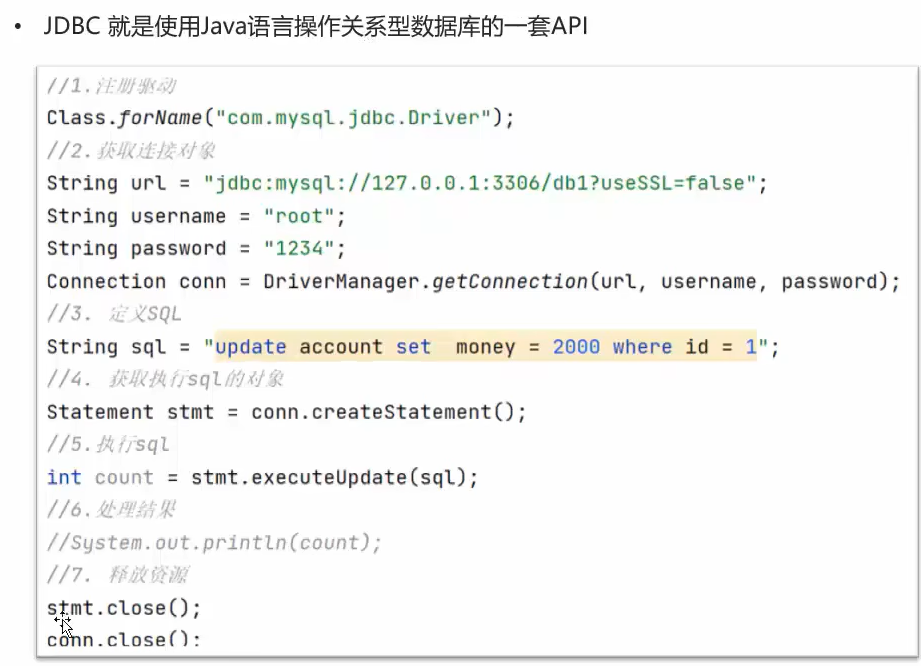 • JDBC 就是使用Java语言操作关系型数据库的一套API
//1.注册驱动
Class.forName("com.mysql.jdbc.Driver");
//2.获取连接对象
String url = "jdbc:mysql://127.0.0.1:3306/db1?useSSL=false";
String username = "root";
String password = "1234";
Connection conn = DriverManager.getConnection(url, username, password);
//3. 定义SQL
String sql = "update account set  money = 2000 where id = 1";
//4. 获取执行sql的对象
Statement stmt = conn.createStatement();
//5.执行sql
int count = stmt.executeUpdate(sql);
//6.处理结果
//System.out.println(count);
//7. 释放资源
stmt.close();
conn.close();